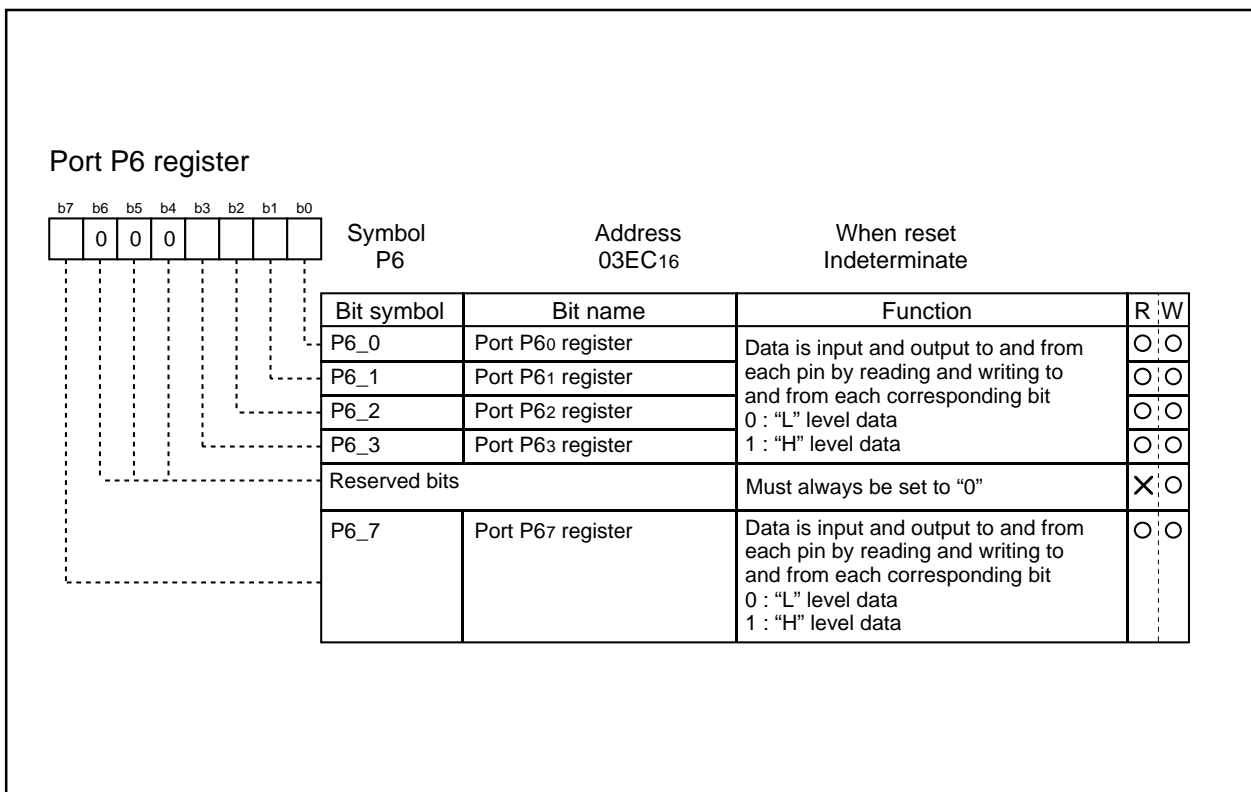 Port P6 register
b7 b6 b5 b4 b3 b2 b1 b0
0 0 0
Symbol Address When reset
P6 03EC16 Indeterminate
Bit symbol Bit name Function R W
P6_0 Port P60 register
P6_1 Port P61 register
P6_2 Port P62 register
P6_3 Port P63 register
Data is input and output to and from
each pin by reading and writing to
and from each corresponding bit
0 : “L” level data
1 : “H” level data
Reserved bits Must always be set to “0”
P6_7 Port P67 register
Data is input and output to and from
each pin by reading and writing to
and from each corresponding bit
0 : “L” level data
1 : “H” level data